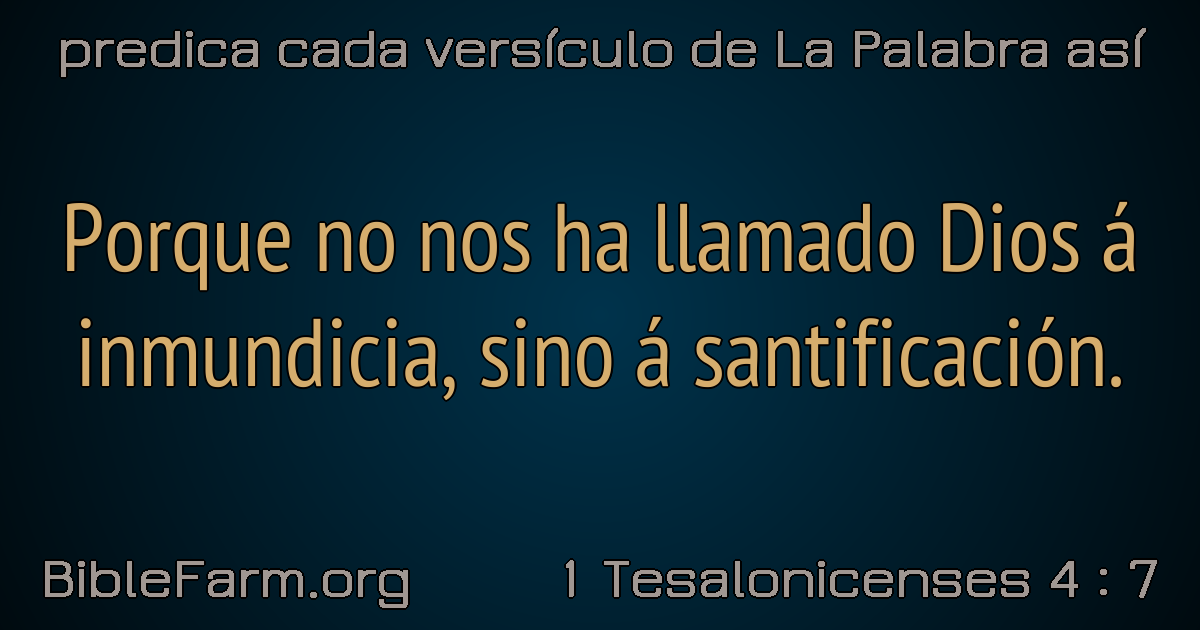 predica cada versículo de La Palabra así
Porque no nos ha llamado Dios á
inmundicia, sino á santificación.
BibleFarm.org
1 Tesalonicenses 4 : 7